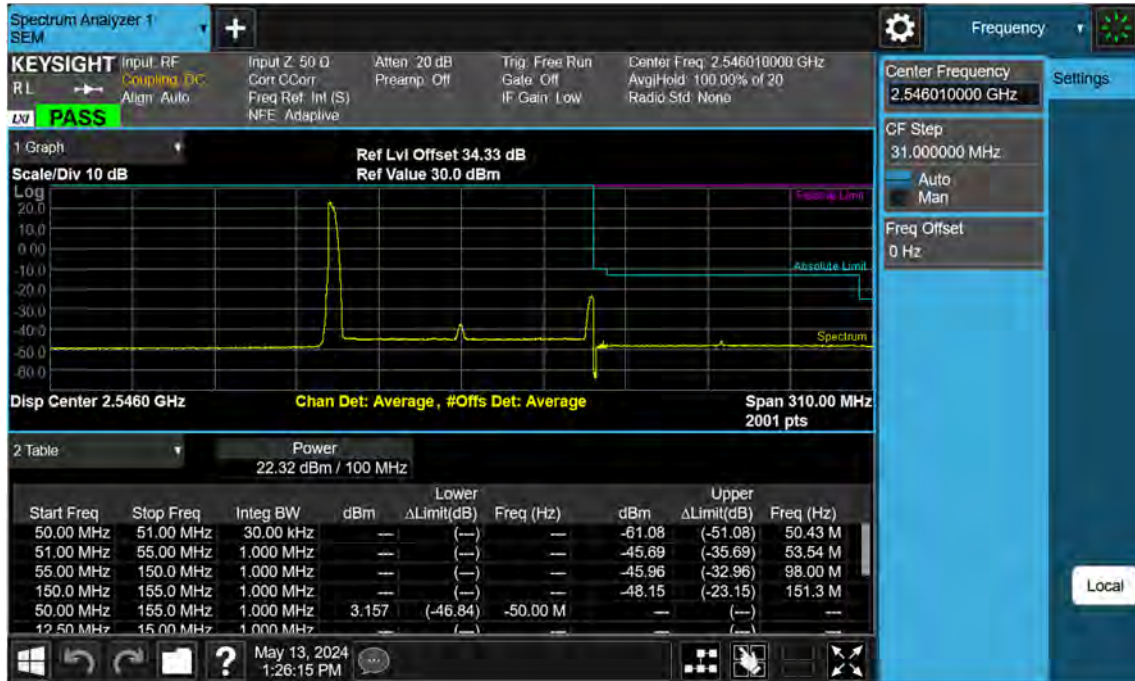 Spectrum Analyzer 1
SEM
Frequency
KEYSIGHT
RL
LXI
PASS
Input: RF
Coupling: DC
Align: Auto
Input Z: 50 Ω
Corr CCorr
Freq Ref: Int (S)
NFE: Adaptive
Atten: 20 dB
Preamp: Off
Trig: Free Run
Gate: Off
IF Gain: Low
Center Freq: 2.546010000 GHz
Avg|Hold: 100.00% of 20
Radio Std: None
Center Frequency
2.546010000 GHz
Settings
CF Step
31.000000 MHz
Auto
Man
Freq Offset
0 Hz
Local
1 Graph
Scale/Div 10 dB
Ref Lvl Offset 34.33 dB
Ref Value 30.0 dBm
Log
20.0
10.0
0.00
-10.0
-20.0
-30.0
-40.0
-50.0
-60.0
Relative Limit
Absolute Limit
Spectrum
Disp Center 2.5460 GHz
Chan Det: Average, #Offs Det: Average
Span 310.00 MHz
2001 pts
2 Table
Power
22.32 dBm / 100 MHz
Lower Upper
Start Freq Stop Freq Integ BW dBm ΔLimit(dB) Freq (Hz) dBm ΔLimit(dB) Freq (Hz)
50.00 MHz 51.00 MHz 30.00 kHz --- (---) --- -61.08 (-51.08) 50.43 M
51.00 MHz 55.00 MHz 1.000 MHz --- (---) --- -45.69 (-35.69) 53.54 M
55.00 MHz 150.0 MHz 1.000 MHz --- (---) --- -45.96 (-32.96) 98.00 M
150.0 MHz 155.0 MHz 1.000 MHz --- (---) --- -48.15 (-23.15) 151.3 M
50.00 MHz 155.0 MHz 1.000 MHz 3.157 (-46.84) -50.00 M --- (---) ---
12.50 MHz 15.00 MHz 1.000 MHz --- (---) --- --- (---) ---
?
May 13, 2024
1:26:15 PM